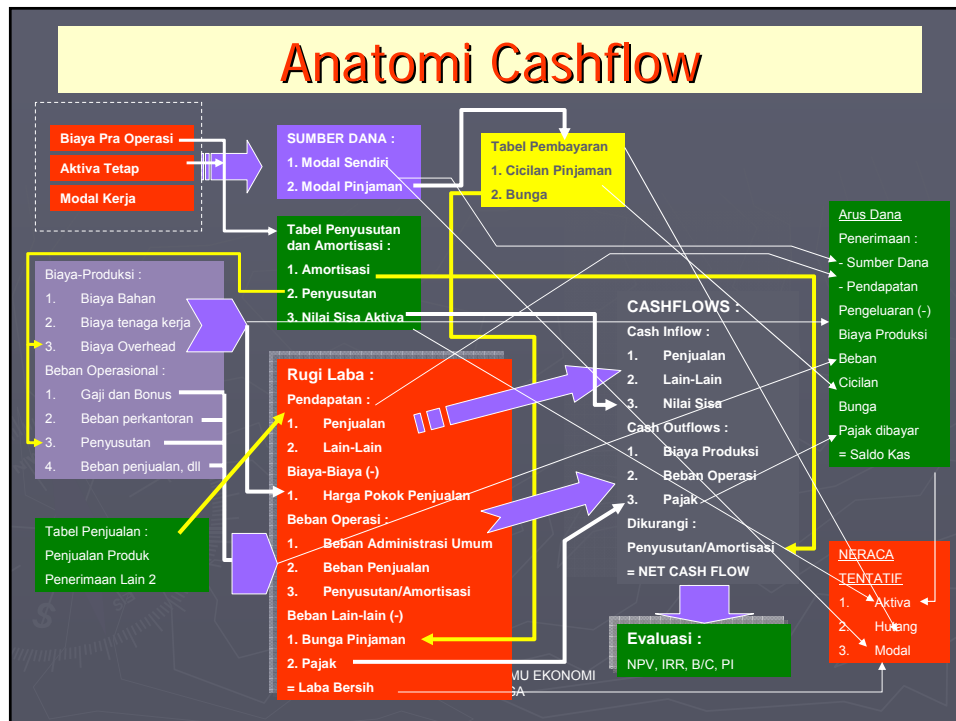 Anatomi Cashflow
Biaya Pra Operasi
Aktiva Tetap
Modal Kerja
SUMBER DANA :
1. Modal Sendiri
2. Modal Pinjaman
Tabel Pembayaran
1. Cicilan Pinjaman
2. Bunga
Tabel Penyusutan
dan Amortisasi :
1. Amortisasi
2. Penyusutan
3. Nilai Sisa Aktiva
Biaya-Produksi :
1. Biaya Bahan
2. Biaya tenaga kerja
3. Biaya Overhead
Beban Operasional :
1. Gaji dan Bonus
2. Beban perkantoran
3. Penyusutan
4. Beban penjualan, dll
Tabel Penjualan :
Penjualan Produk
Penerimaan Lain 2
Rugi Laba :
Pendapatan :
1. Penjualan
2. Lain-Lain
Biaya-Biaya (-)
1. Harga Pokok Penjualan
Beban Operasi :
1. Beban Administrasi Umum
2. Beban Penjualan
3. Penyusutan/Amortisasi
Beban Lain-lain (-)
1. Bunga Pinjaman
2. Pajak
= Laba Bersih
CASHFLOWS :
Cash Inflow :
1. Penjualan
2. Lain-Lain
3. Nilai Sisa
Cash Outflows :
1. Biaya Produksi
2. Beban Operasi
3. Pajak
Dikurangi :
Penyusutan/Amortisasi
= NET CASH FLOW
Evaluasi :
NPV, IRR, B/C, PI
Arus Dana
Penerimaan :
- Sumber Dana
- Pendapatan
Pengeluaran (-)
Biaya Produksi
Beban
Cicilan
Bunga
Pajak dibayar
= Saldo Kas
NERACA
TENTATIF
1. Aktiva
2. Hutang
3. Modal
MU EKONOMI
GA